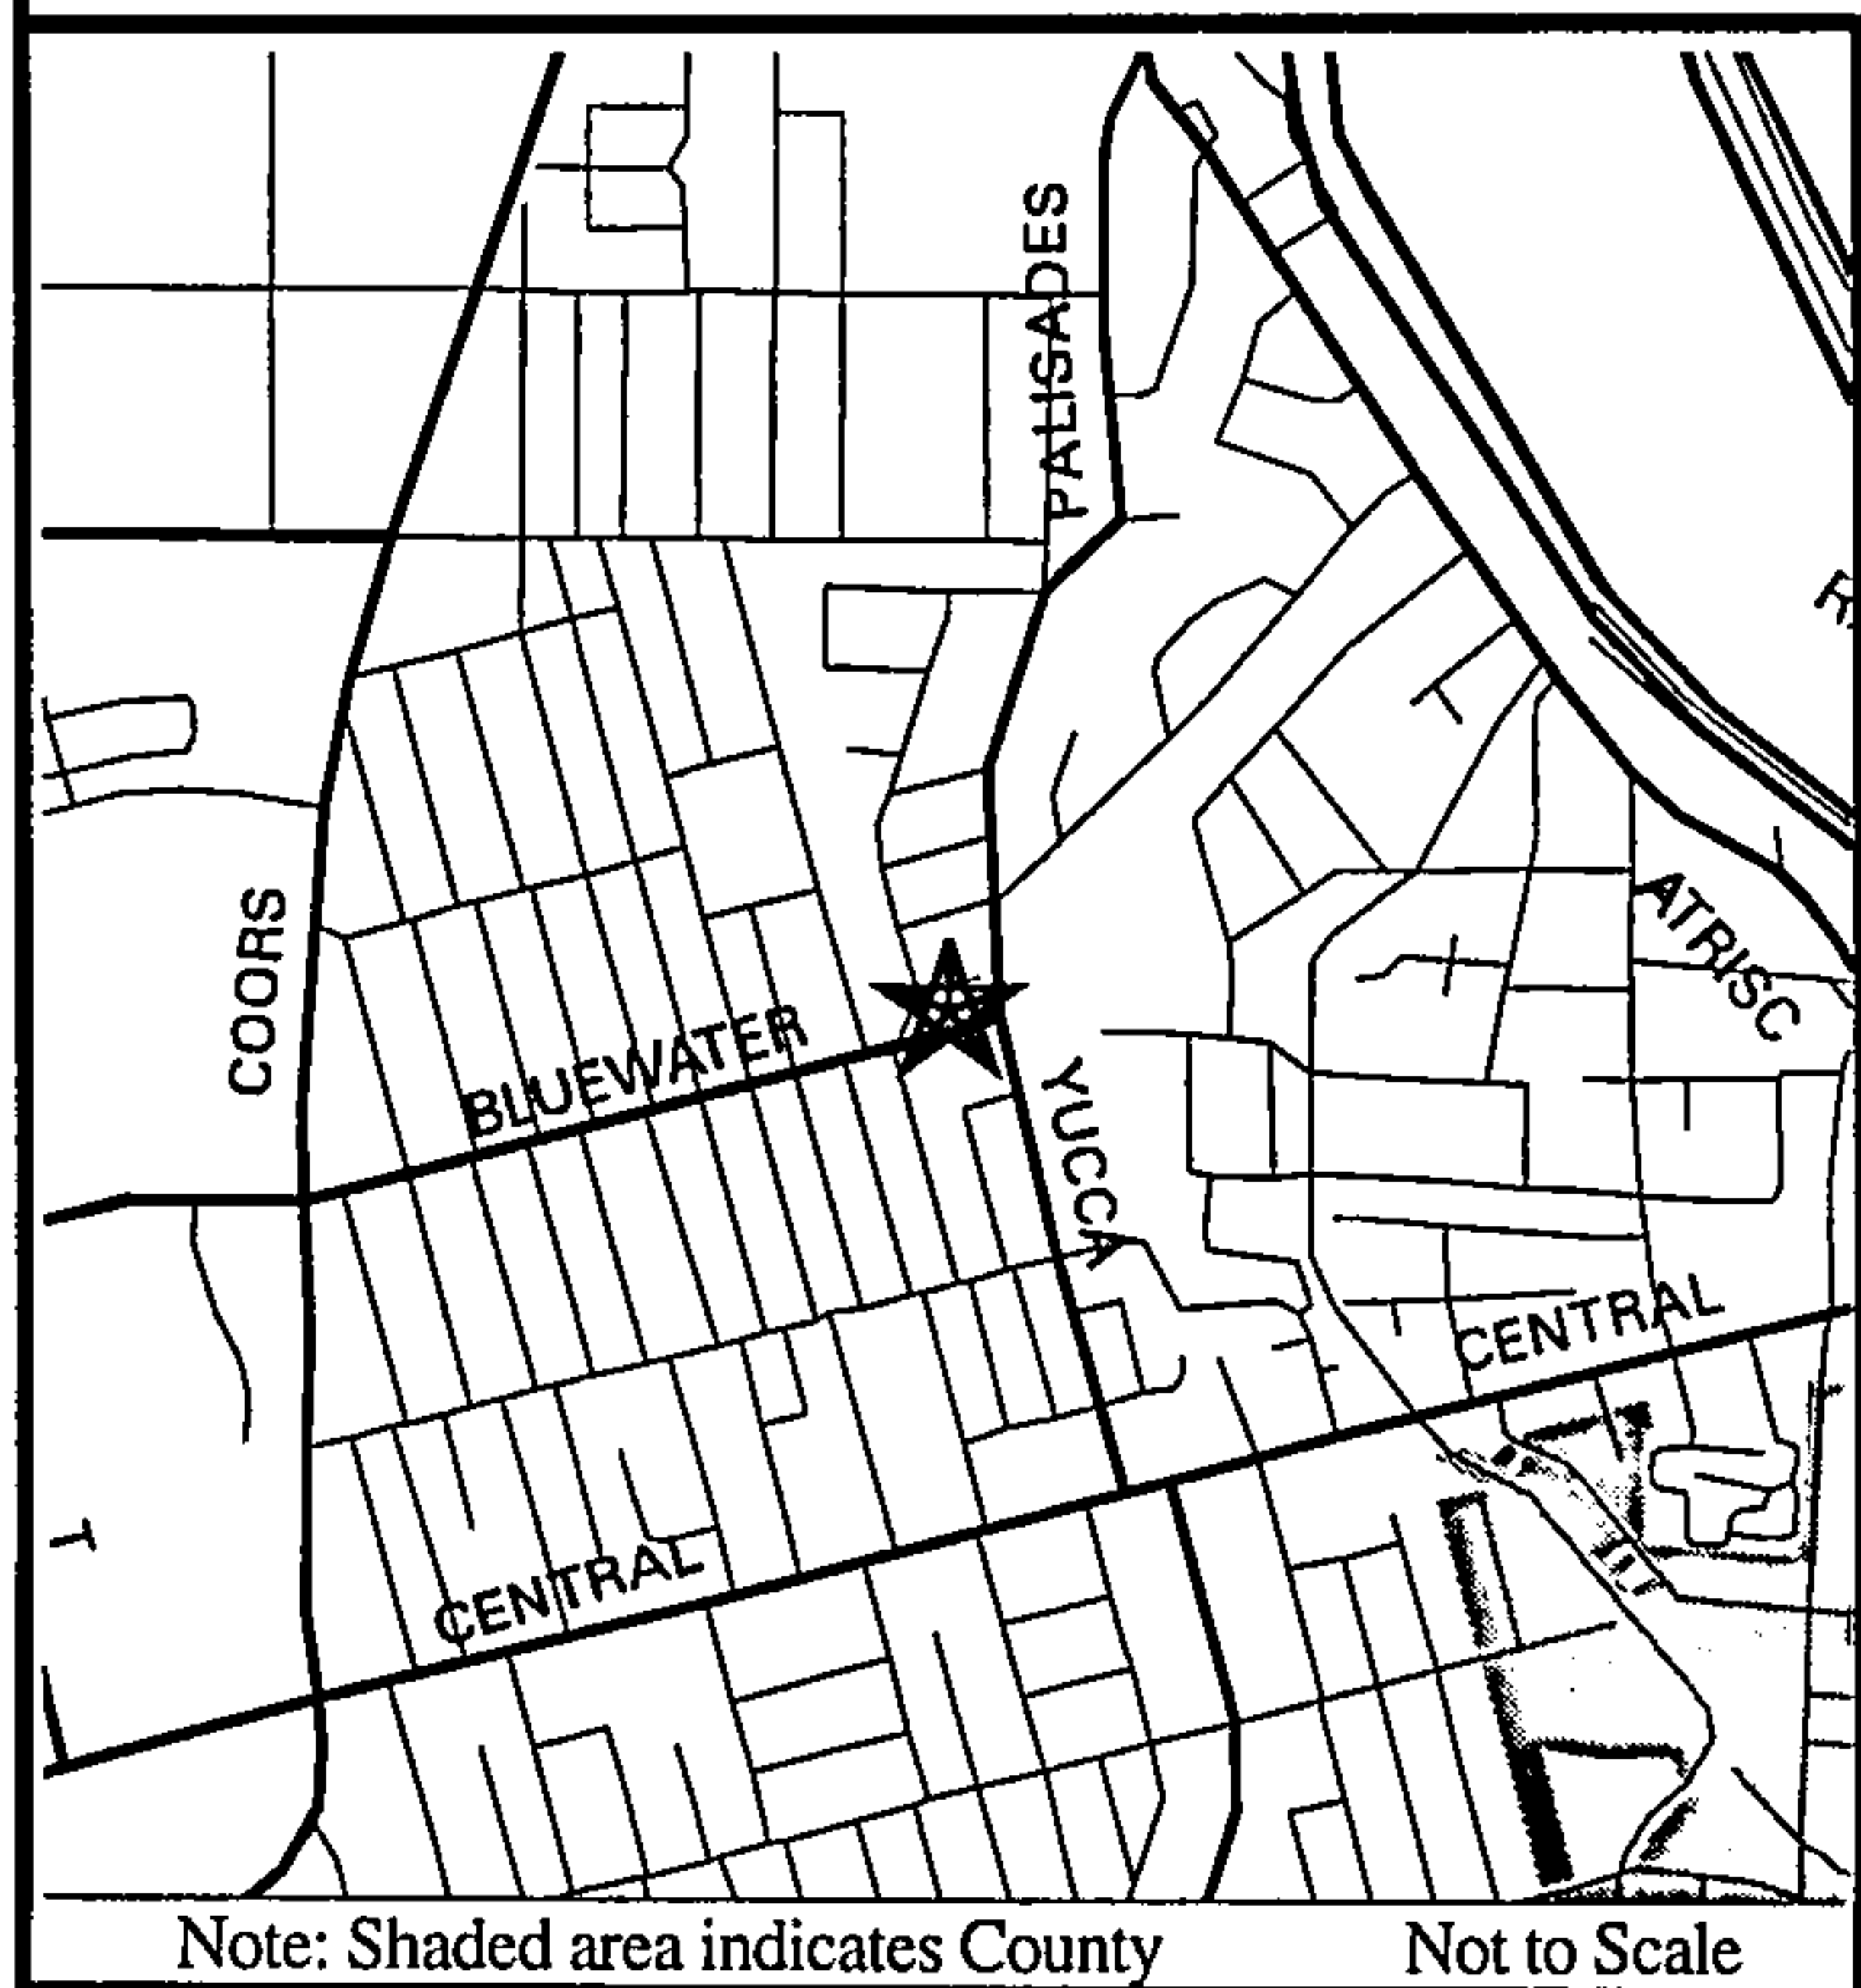 PALISADES
COORS
ATRISC
BLUEWATER
YUCCA
CENTRAL
CENTRAL
Note: Shaded area indicates County
Not to Scale